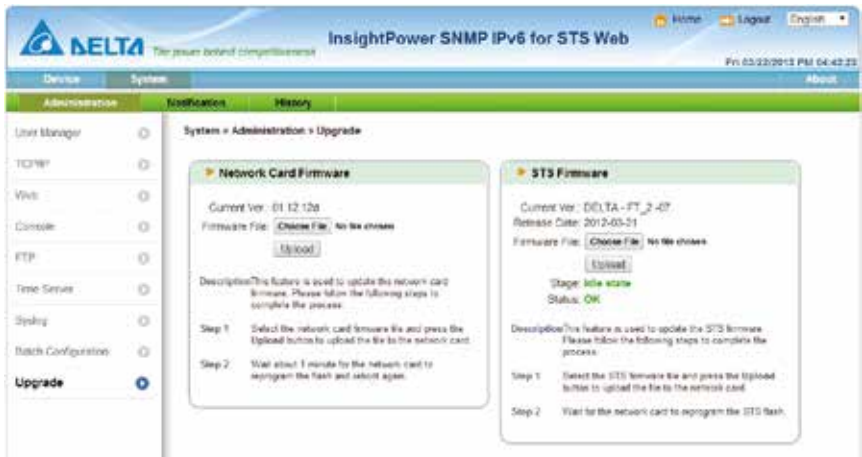 Home Logout English
DELTA The power behind competitiveness
InsightPower SNMP IPv6 for STS Web
Fri 03/22/2013 PM 04:42:23
Device System About
Administration Notification History
User Manager
TCP/IP
Web
Console
FTP
Time Server
Syslog
Batch Configuration
Upgrade
System » Administration » Upgrade
Network Card Firmware
Current Ver.: 01.12.12d
Firmware File: Choose File No file chosen
Upload
Description This feature is used to update the network card
firmware. Please follow the following steps to
complete the process.
Step 1 Select the network card firmware file and press the
Upload button to upload the file to the network card.
Step 2 Wait about 1 minute for the network card to
reprogram the flash and reboot again.
STS Firmware
Current Ver.: DELTA - FT_2 -07
Release Date: 2012-03-21
Firmware File: Choose File No file chosen
Upload
Stage: Idle state
Status: OK
Description This feature is used to update the STS firmware.
Please follow the following steps to complete the
process.
Step 1 Select the STS firmware file and press the Upload
button to upload the file to the network card.
Step 2 Wait for the network card to reprogram the STS flash.